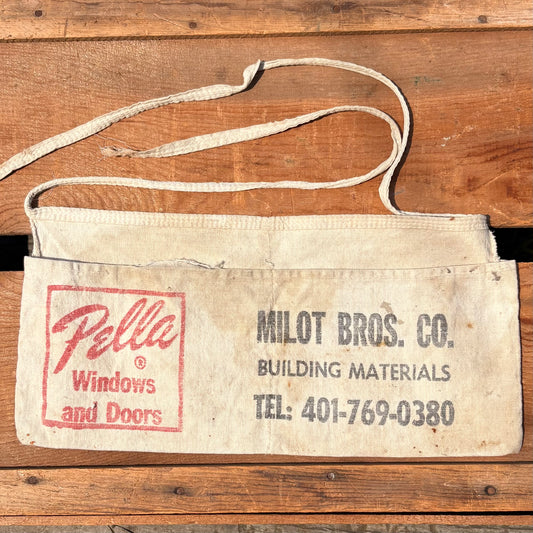 Pella®
Windows
and Doors
MILOT BROS. CO.
BUILDING MATERIALS
TEL: 401-769-0380